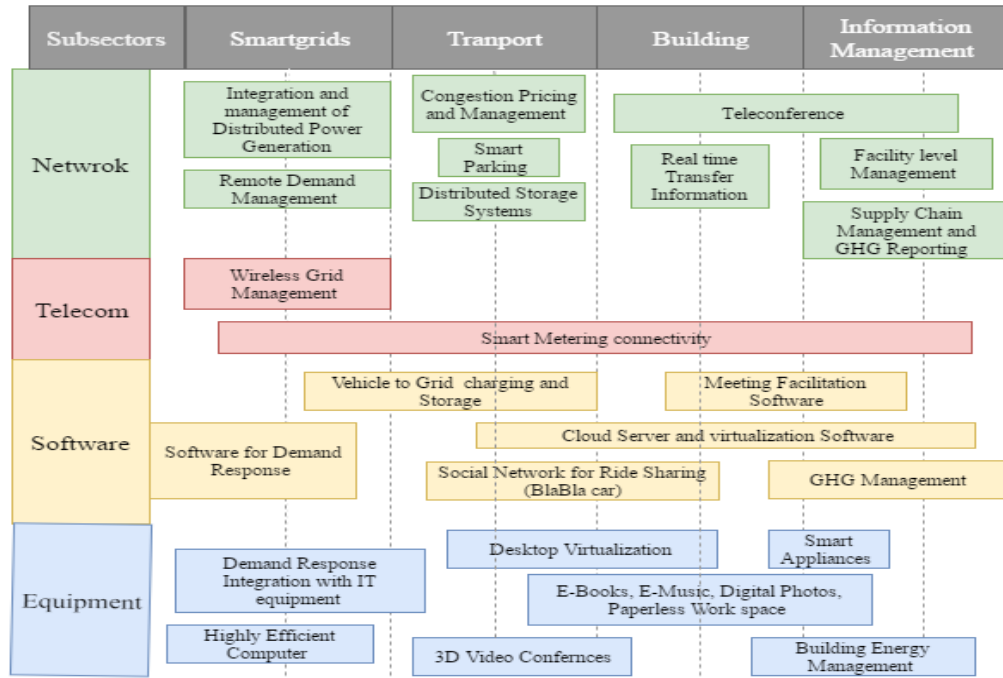 Subsectors
Smartgrids
Tranport
Building
Information
Management
Netwrok
Integration and
management of
Distributed Power
Generation
Remote Demand
Management
Congestion Pricing
and Management
Smart
Parking
Distributed Storage
Systems
Teleconference
Real time
Transfer
Information
Facility level
Management
Supply Chain
Management and
GHG Reporting
Telecom
Wireless Grid
Management
Smart Metering connectivity
Software
Vehicle to Grid charging and
Storage
Meeting Facilitation
Software
Software for Demand
Response
Cloud Server and virtualization Software
Social Network for Ride Sharing
(BlaBla car)
GHG Management
Equipment
Demand Response
Integration with IT
equipment
Desktop Virtualization
Smart
Appliances
E-Books, E-Music, Digital Photos,
Paperless Work space
Highly Efficient
Computer
3D Video Confernces
Building Energy
Management